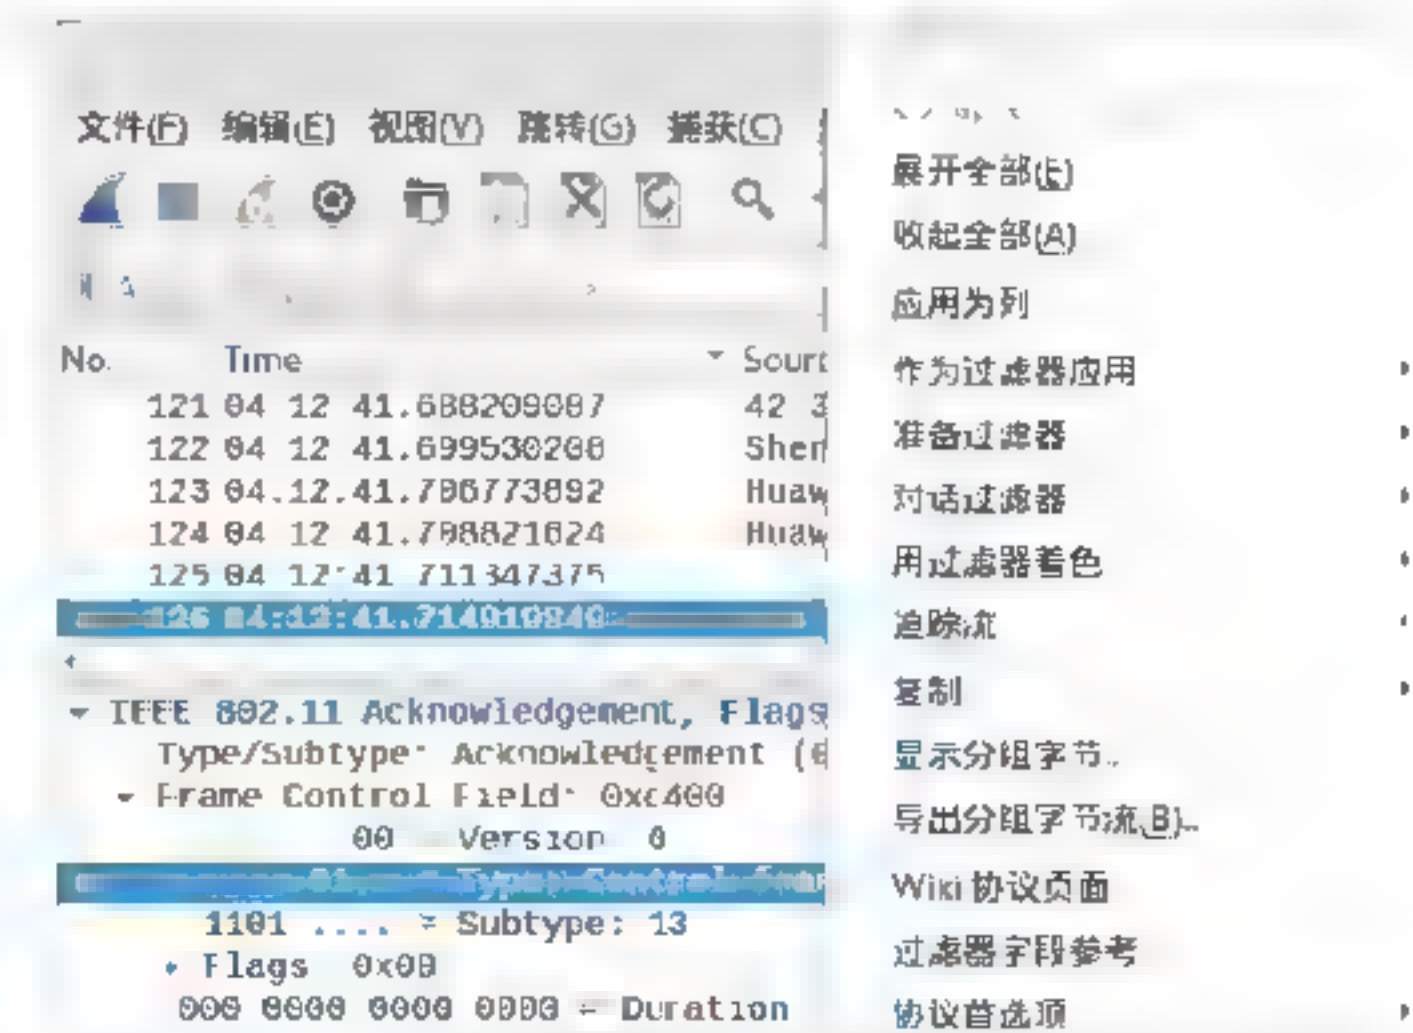 文件(F) 编辑(E) 视图(V) 跳转(G) 捕获(C)
No. Time Sourc
121 04 12 41.688209087 42 3
122 04 12 41.699530208 Shen
123 04.12.41.706773892 Huaw
124 04 12 41.708821624 Huaw
125 04 12:41 711347375
126 04:12:41.714919840
IEEE 802.11 Acknowledgement, Flags
Type/Subtype: Acknowledgement (0
Frame Control Field: 0xc400
00 Version 0
1101 .... = Subtype: 13
Flags 0x00
000 0000 0000 0000 = Duration
展开全部(E)
收起全部(A)
应用为列
作为过滤器应用
准备过滤器
对话过滤器
用过滤器着色
追踪流
复制
显示分组字节..
导出分组字节流(B)...
Wiki 协议页面
过滤器字段参考
协议首选项